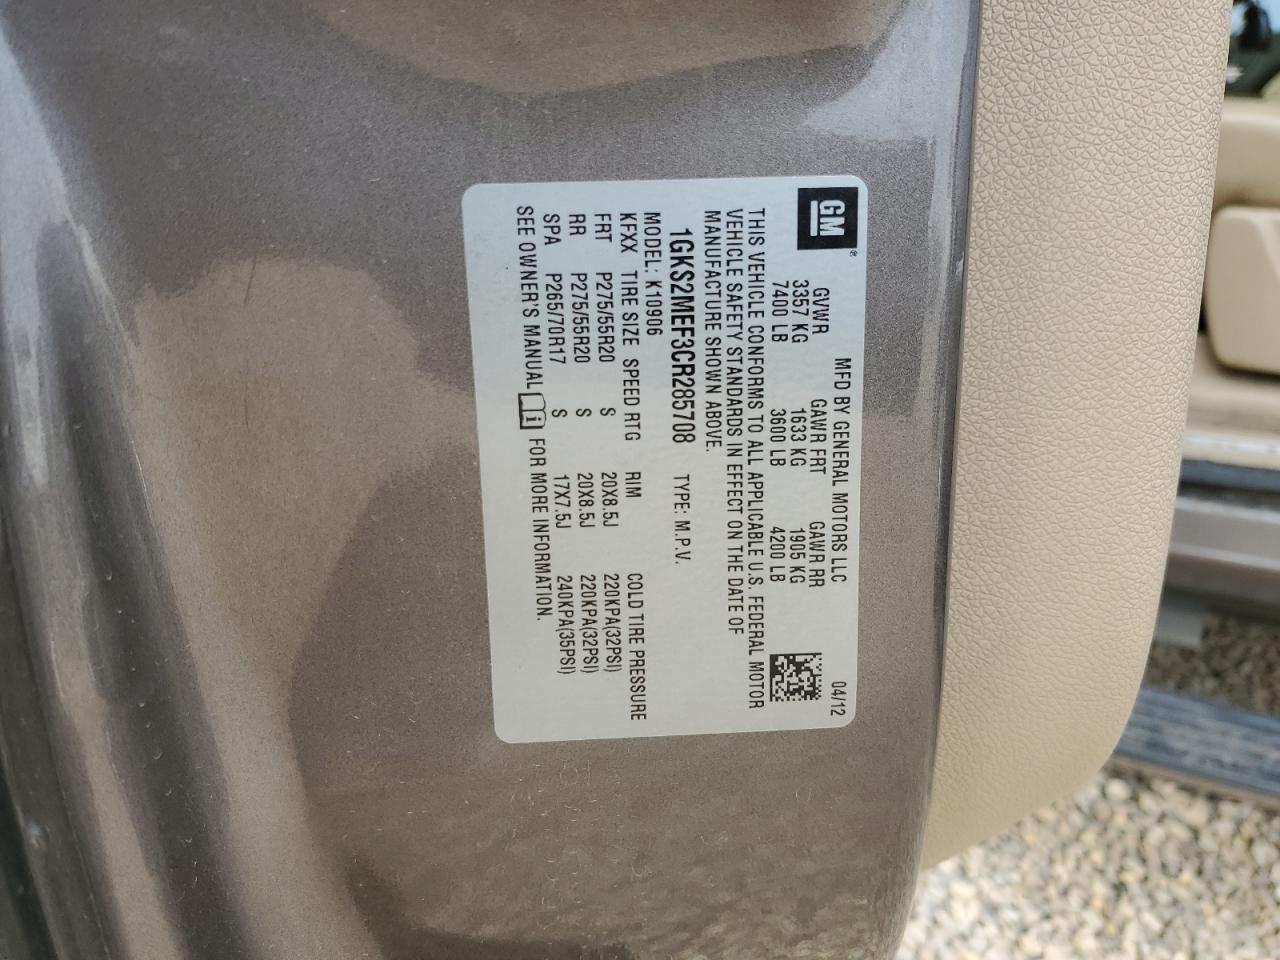 GM®
MFD BY GENERAL MOTORS LLC 04/12
GVWR GAWR FRT GAWR RR
3357 KG 1633 KG 1905 KG
7400 LB 3600 LB 4200 LB
THIS VEHICLE CONFORMS TO ALL APPLICABLE U.S. FEDERAL MOTOR
VEHICLE SAFETY STANDARDS IN EFFECT ON THE DATE OF
MANUFACTURE SHOWN ABOVE.
1GKS2MEF3CR285708 TYPE: M.P.V.
MODEL: K10906
KFXX TIRE SIZE SPEED RTG RIM COLD TIRE PRESSURE
FRT P275/55R20 S 20X8.5J 220KPA(32PSI)
RR P275/55R20 S 20X8.5J 220KPA(32PSI)
SPA P265/70R17 S 17X7.5J 240KPA(35PSI)
SEE OWNER'S MANUAL i FOR MORE INFORMATION.